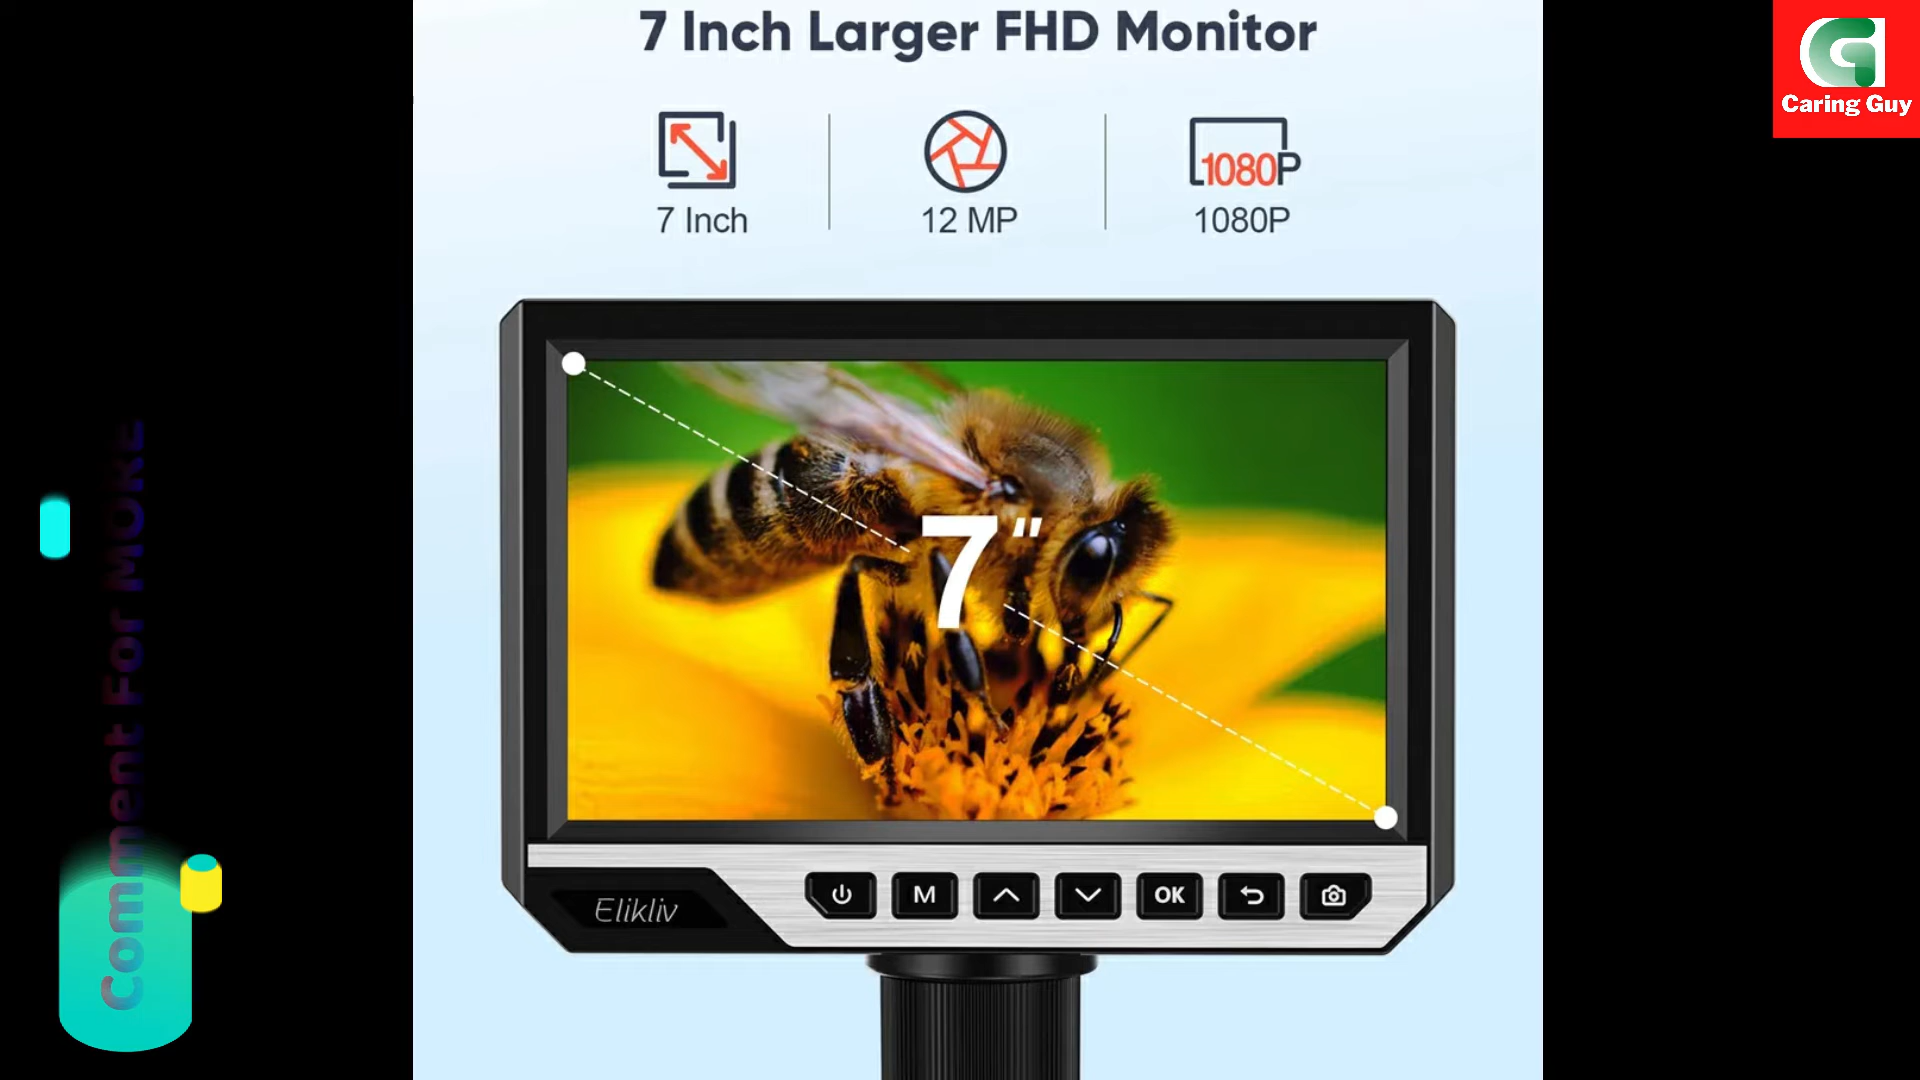 7 Inch Larger FHD Monitor
1080P
7 Inch
12 MP
1080P
Caring Guy
7"
Comment For MORE
Elikliv
M
OK